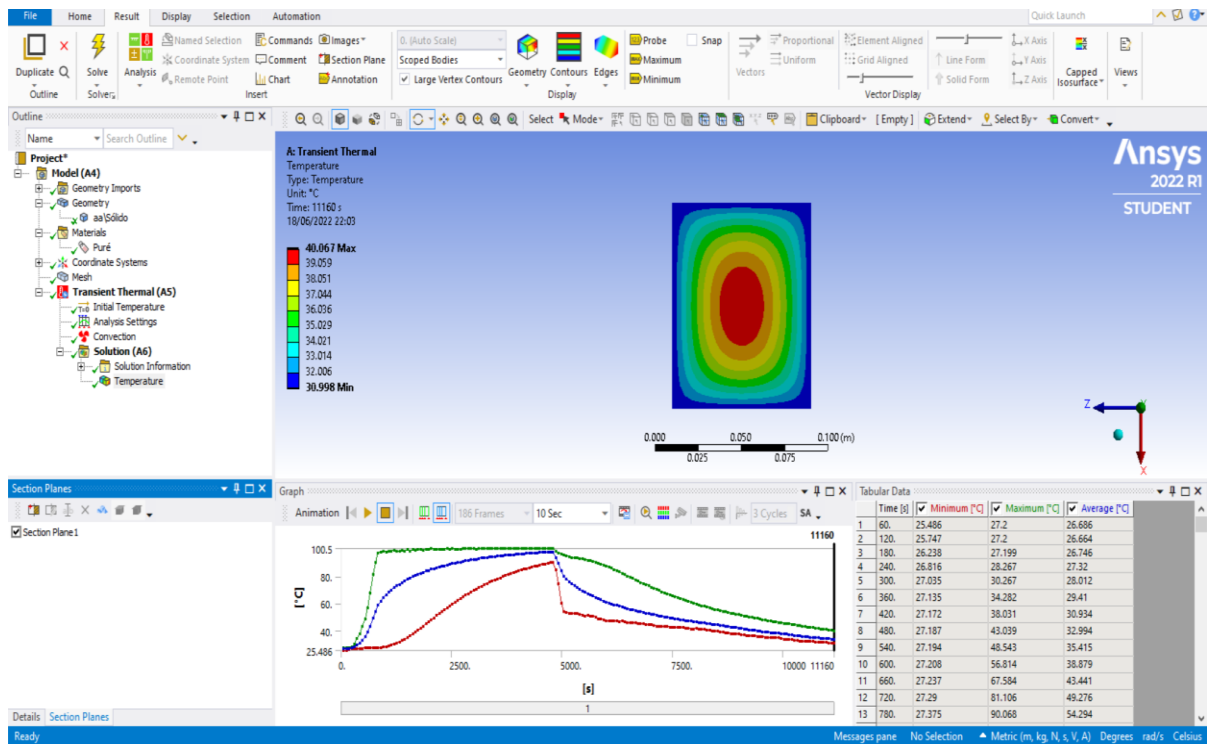 File Home Result Display Selection Automation Quick Launch
Duplicate Q Solve Analysis Named Selection Commands Images Snap
Coordinate System Comment Section Plane
Remote Point Chart Annotation
Outline Solver Insert
0. (Auto Scale)
Scoped Bodies
Large Vertex Contours
Geometry Contours Edges
Probe
Maximum
Minimum
Display
Vectors
Proportional
Uniform
Element Aligned
Grid Aligned
Line Form
Solid Form
X Axis
Y Axis
Z Axis
Vector Display
Capped
Isosurface
Views
Outline
Name Search Outline
Select Mode Clipboard [ Empty ] Extend Select By Convert
Project*
Model (A4)
Geometry Imports
Geometry
aa\Sólido
Materials
Puré
Coordinate Systems
Mesh
Transient Thermal (A5)
Initial Temperature
Analysis Settings
Convection
Solution (A6)
Solution Information
Temperature
A: Transient Thermal
Temperature
Type: Temperature
Unit: °C
Time: 11160 s
18/06/2022 22:03
40.067 Max
39.059
38.051
37.044
36.036
35.029
34.021
33.014
32.006
30.998 Min
Ansys
2022 R1
STUDENT
0.000 0.050 0.100 (m)
0.025 0.075
Z
Y
X
Section Planes
Section Plane 1
Details Section Planes
Graph
Animation 186 Frames 10 Sec 3 Cycles SA
11160
100.5
80.
60.
40.
25.486
[°C]
0. 2500. 5000. 7500. 10000 11160
[s]
1
Tabular Data
Time [s] Minimum [°C] Maximum [°C] Average [°C]
1 60. 25.486 27.2 26.686
2 120. 25.747 27.2 26.664
3 180. 26.238 27.199 26.746
4 240. 26.816 28.267 27.32
5 300. 27.035 30.267 28.012
6 360. 27.135 34.282 29.41
7 420. 27.172 38.031 30.934
8 480. 27.187 43.039 32.994
9 540. 27.194 48.543 35.415
10 600. 27.208 56.814 38.879
11 660. 27.237 67.584 43.441
12 720. 27.29 81.106 49.276
13 780. 27.375 90.068 54.294
Ready Messages pane No Selection Metric (m, kg, N, s, V, A) Degrees rad/s Celsius